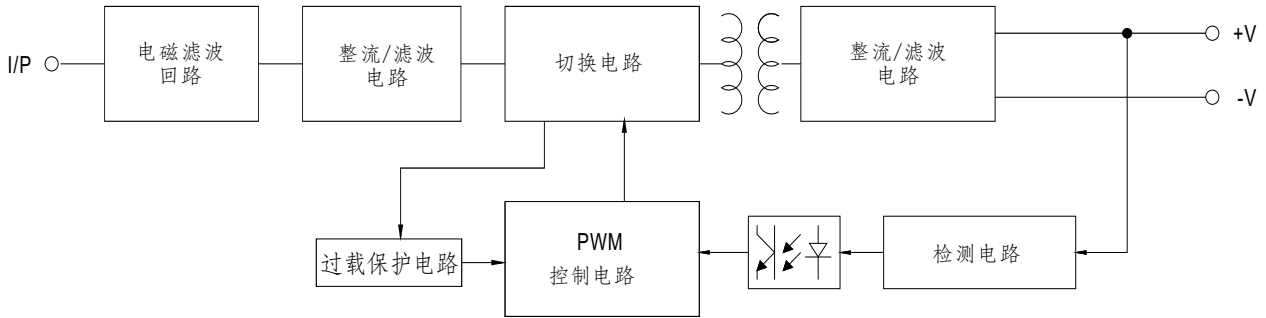 I/P
电磁滤波
回路
整流/滤波
电路
切换电路
整流/滤波
电路
+V
-V
过载保护电路
PWM
控制电路
检测电路